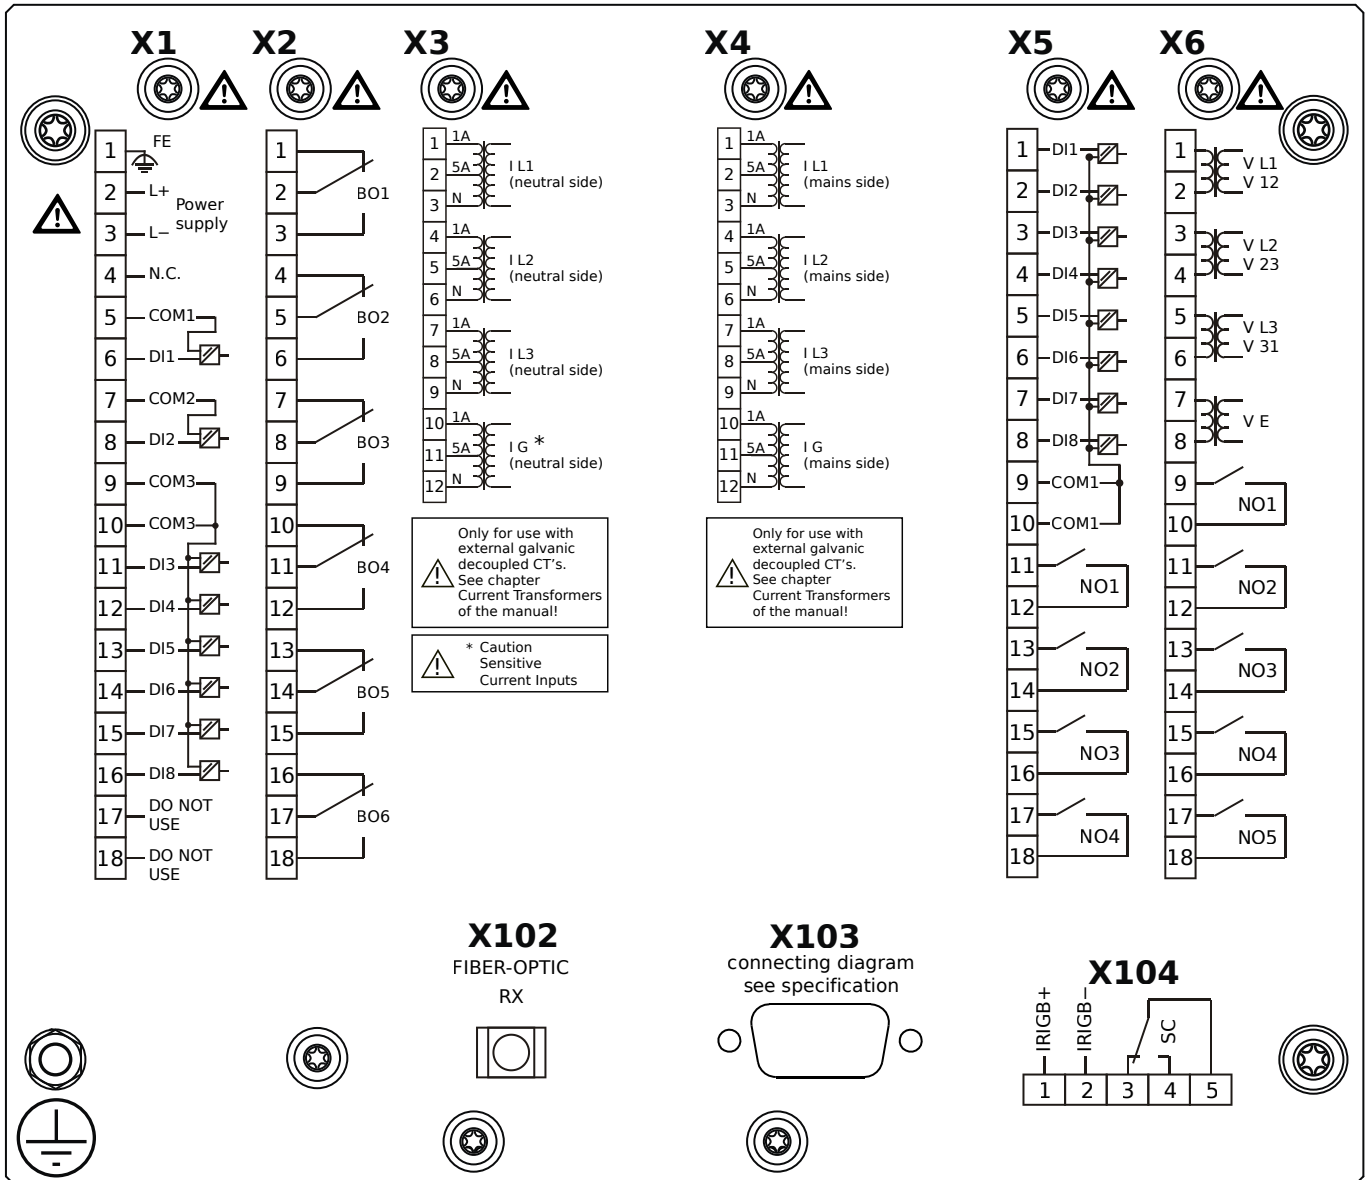 X1
X2
X3
X4
X5
X6
1
FE
2
L+
Power
supply
3
L−
4
N.C.
5
COM1
6
DI1
7
COM2
8
DI2
9
COM3
10
COM3
11
DI3
12
DI4
13
DI5
14
DI6
15
DI7
16
DI8
17
DO NOT
USE
18
DO NOT
USE
1
2
BO1
3
4
5
BO2
6
7
8
BO3
9
10
11
BO4
12
13
14
BO5
15
16
17
BO6
18
1
1A
2
5A
I L1
(neutral side)
3
N
4
1A
5
5A
I L2
(neutral side)
6
N
7
1A
8
5A
I L3
(neutral side)
9
N
10
1A
11
5A
I G *
(neutral side)
12
N
Only for use with
external galvanic
decoupled CT's.
See chapter
Current Transformers
of the manual!
* Caution
Sensitive
Current Inputs
1
1A
2
5A
I L1
(mains side)
3
N
4
1A
5
5A
I L2
(mains side)
6
N
7
1A
8
5A
I L3
(mains side)
9
N
10
1A
11
5A
I G
(mains side)
12
N
Only for use with
external galvanic
decoupled CT's.
See chapter
Current Transformers
of the manual!
1
DI1
2
DI2
3
DI3
4
DI4
5
DI5
6
DI6
7
DI7
8
DI8
9
COM1
10
COM1
11
NO1
12
13
NO2
14
15
NO3
16
17
NO4
18
1
V L1
V 12
2
3
V L2
V 23
4
5
V L3
V 31
6
7
V E
8
9
NO1
10
11
NO2
12
13
NO3
14
15
NO4
16
17
NO5
18
X102
FIBER-OPTIC
RX
X103
connecting diagram
see specification
X104
IRIGB+
IRIGB−
SC
1 2 3 4 5